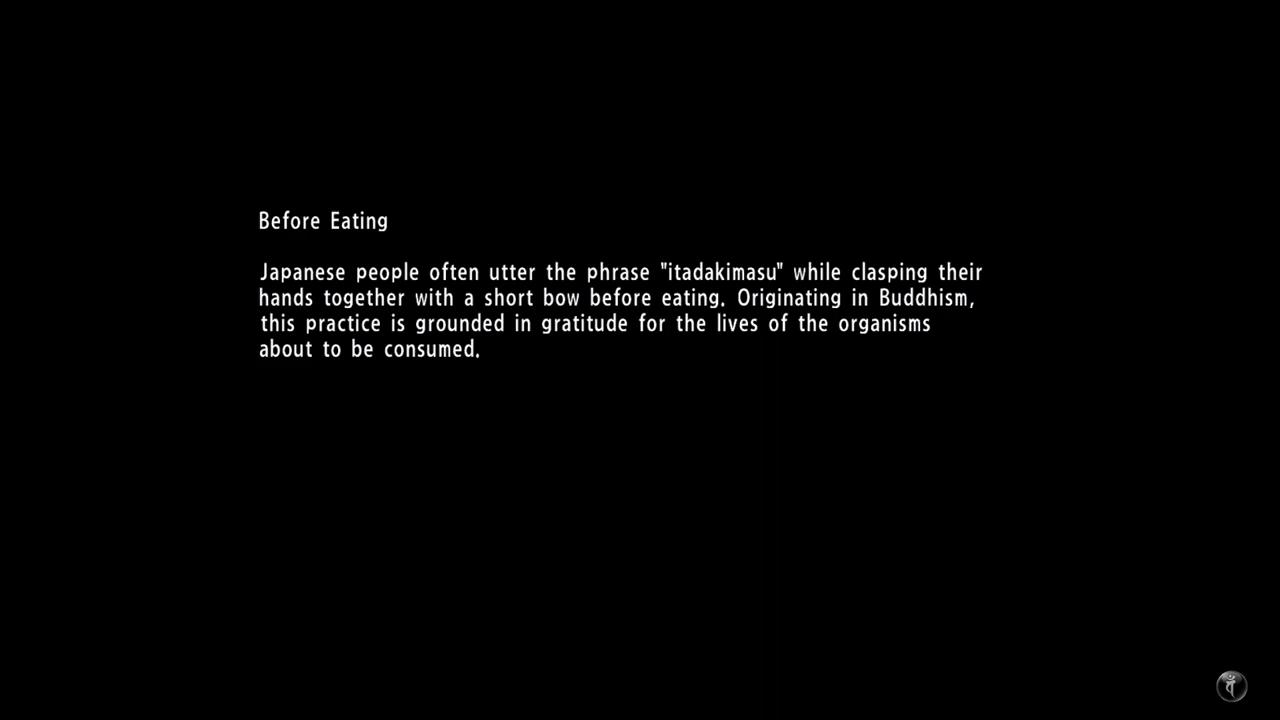 Before Eating
Japanese people often utter the phrase "itadakimasu" while clasping their
hands together with a short bow before eating. Originating in Buddhism,
this practice is grounded in gratitude for the lives of the organisms
about to be consumed.